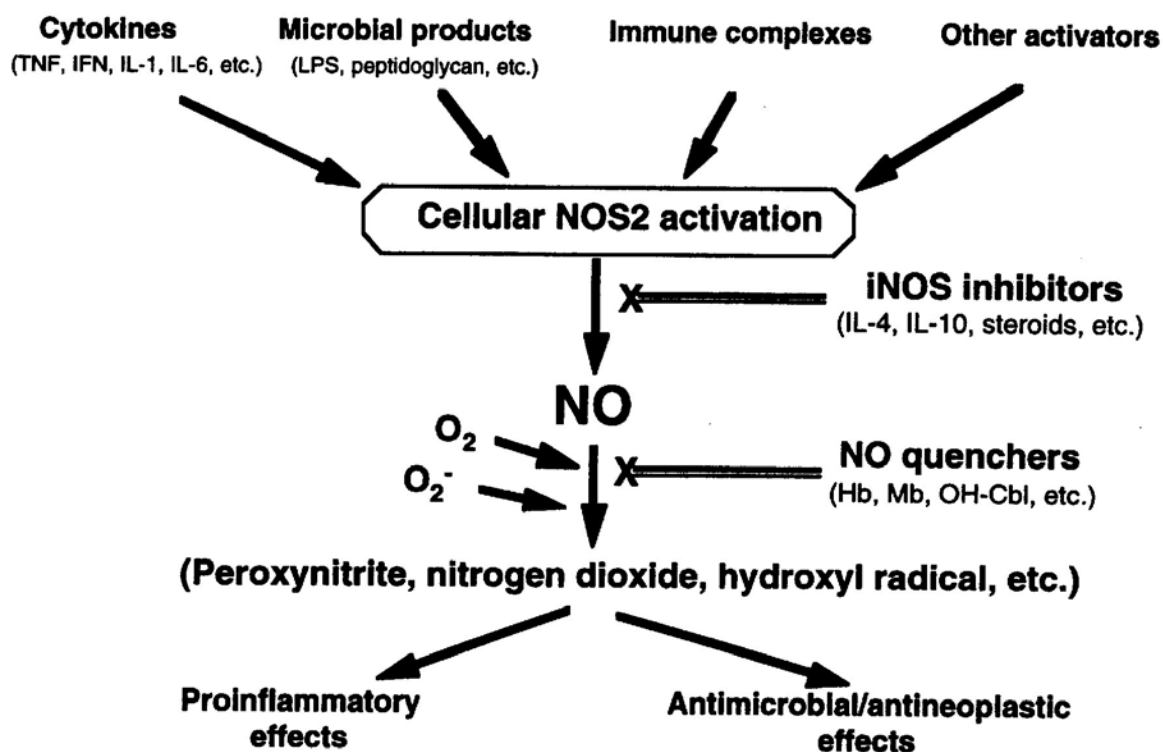 Cytokines
(TNF, IFN, IL-1, IL-6, etc.)
Microbial products
(LPS, peptidoglycan, etc.)
Immune complexes
Other activators
Cellular NOS2 activation
X
iNOS inhibitors
(IL-4, IL-10, steroids, etc.)
NO
O₂
O₂⁻
X
NO quenchers
(Hb, Mb, OH-Cbl, etc.)
(Peroxynitrite, nitrogen dioxide, hydroxyl radical, etc.)
Proinflammatory
effects
Antimicrobial/antineoplastic
effects